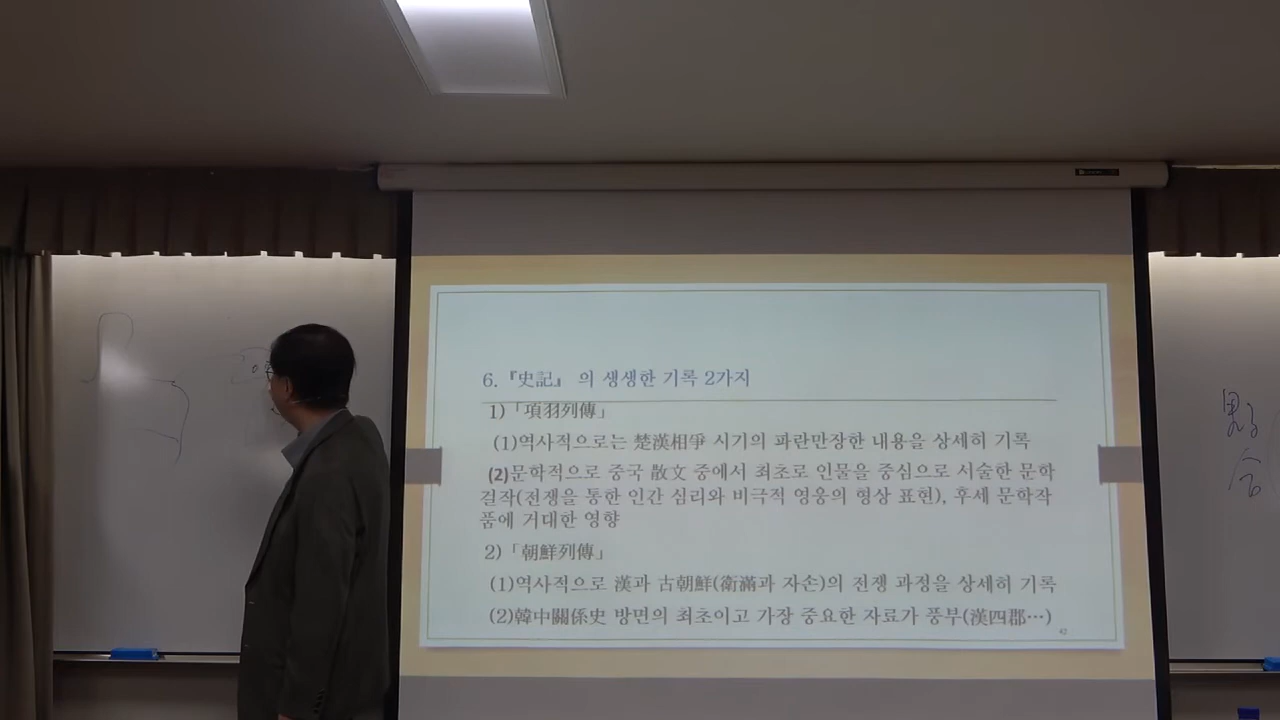 6.『史記』 의 생생한 기록 2가지
1)「項羽列傳」
(1)역사적으로는 楚漢相爭 시기의 파란만장한 내용을 상세히 기록
(2)문학적으로 중국 散文 중에서 최초로 인물을 중심으로 서술한 문학
걸작(전쟁을 통한 인간 심리와 비극적 영웅의 형상 표현), 후세 문학작
품에 거대한 영향
2)「朝鮮列傳」
(1)역사적으로 漢과 古朝鮮(衛滿과 자손)의 전쟁 과정을 상세히 기록
(2)韓中關係史 방면의 최초이고 가장 중요한 자료가 풍부(漢四郡…)
42